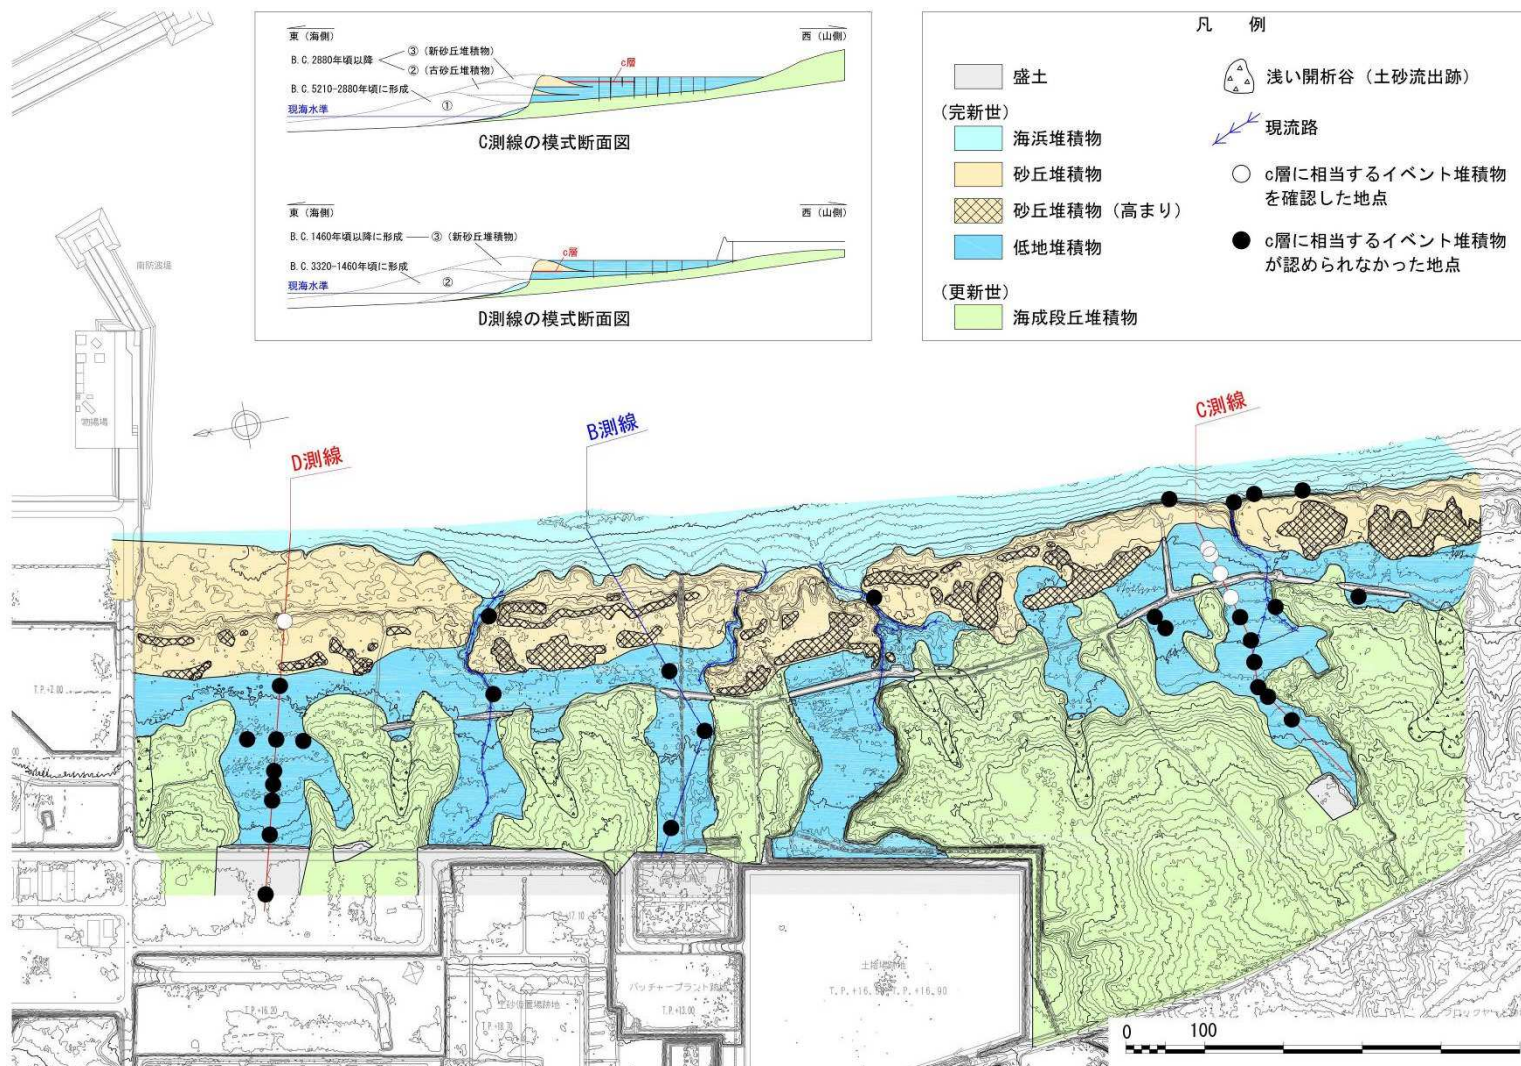 東（海側）
西（山側）
B.C.2880年頃以降
③（新砂丘堆積物）
②（古砂丘堆積物）
c層
B.C.5210-2880年頃に形成
①
現海水準
C測線の模式断面図
東（海側）
西（山側）
B.C.1460年頃以降に形成
③（新砂丘堆積物）
c層
B.C.3320-1460年頃に形成
②
現海水準
D測線の模式断面図
凡　例
盛土
(完新世)
海浜堆積物
砂丘堆積物
砂丘堆積物（高まり）
低地堆積物
(更新世)
海成段丘堆積物
浅い開析谷（土砂流出跡）
現流路
c層に相当するイベント堆積物
を確認した地点
c層に相当するイベント堆積物
が認められなかった地点
南防波堤
物揚場
D測線
B測線
C測線
T.P.+16.20
土捨場跡地
T.P.+13.00
0
100